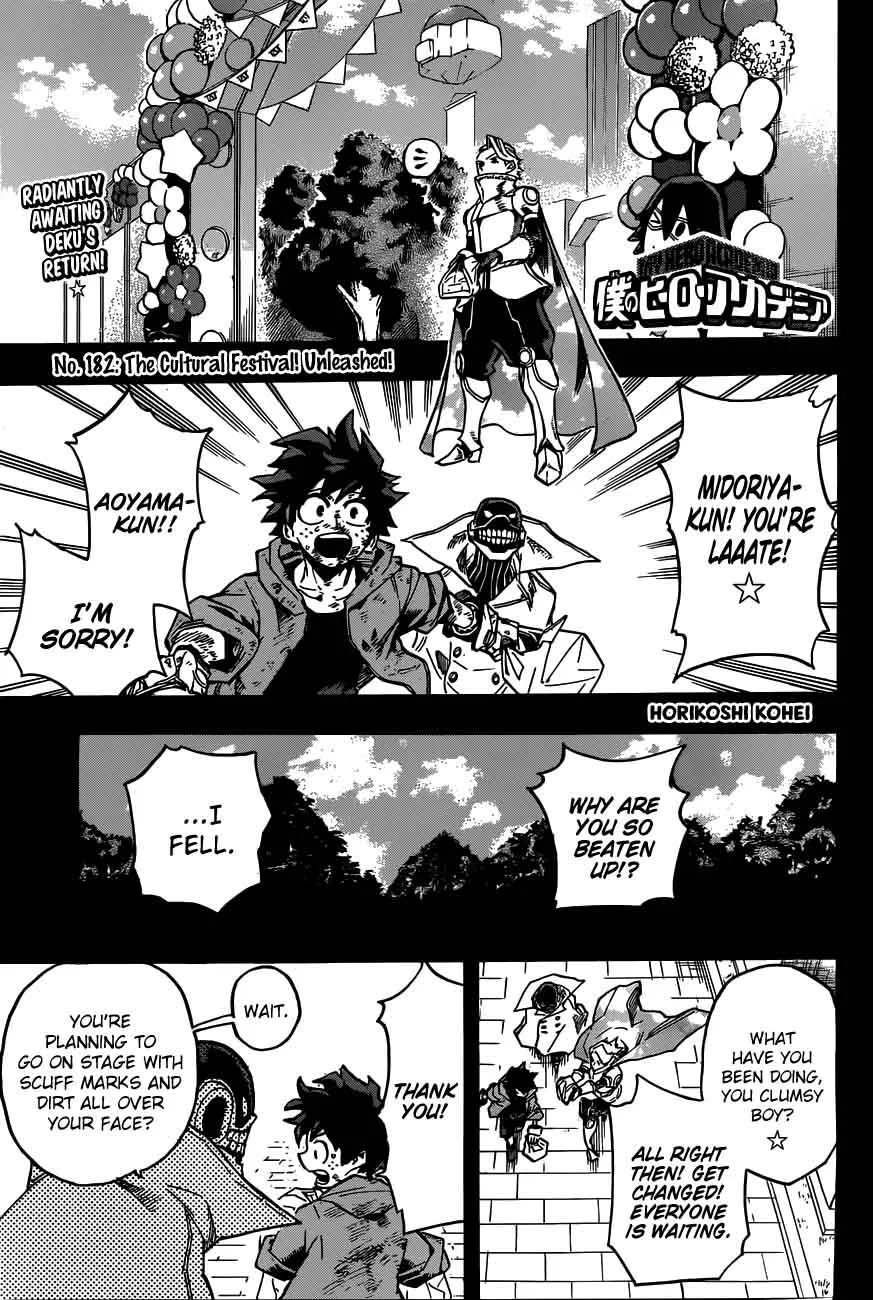 RADIANTLY
AWAITING
DEKU'S
RETURN!
☆
MY HERO ACADEMIA
僕のヒーローアカデミア
No. 182: The Cultural Festival! Unleashed!
MIDORIYA-
KUN! YOU'RE
LAAATE!
☆
AOYAMA-
KUN!!
I'M
SORRY!
HORIKOSHI KOHEI
WHY ARE
YOU SO
BEATEN
UP!?
...I
FELL.
WHAT
HAVE YOU
BEEN DOING,
YOU CLUMSY
BOY?
☆
ALL RIGHT
THEN! GET
CHANGED!
EVERYONE
IS WAITING.
THANK
YOU!
WAIT.
YOU'RE
PLANNING TO
GO ON STAGE WITH
SCUFF MARKS AND
DIRT ALL OVER
YOUR FACE?